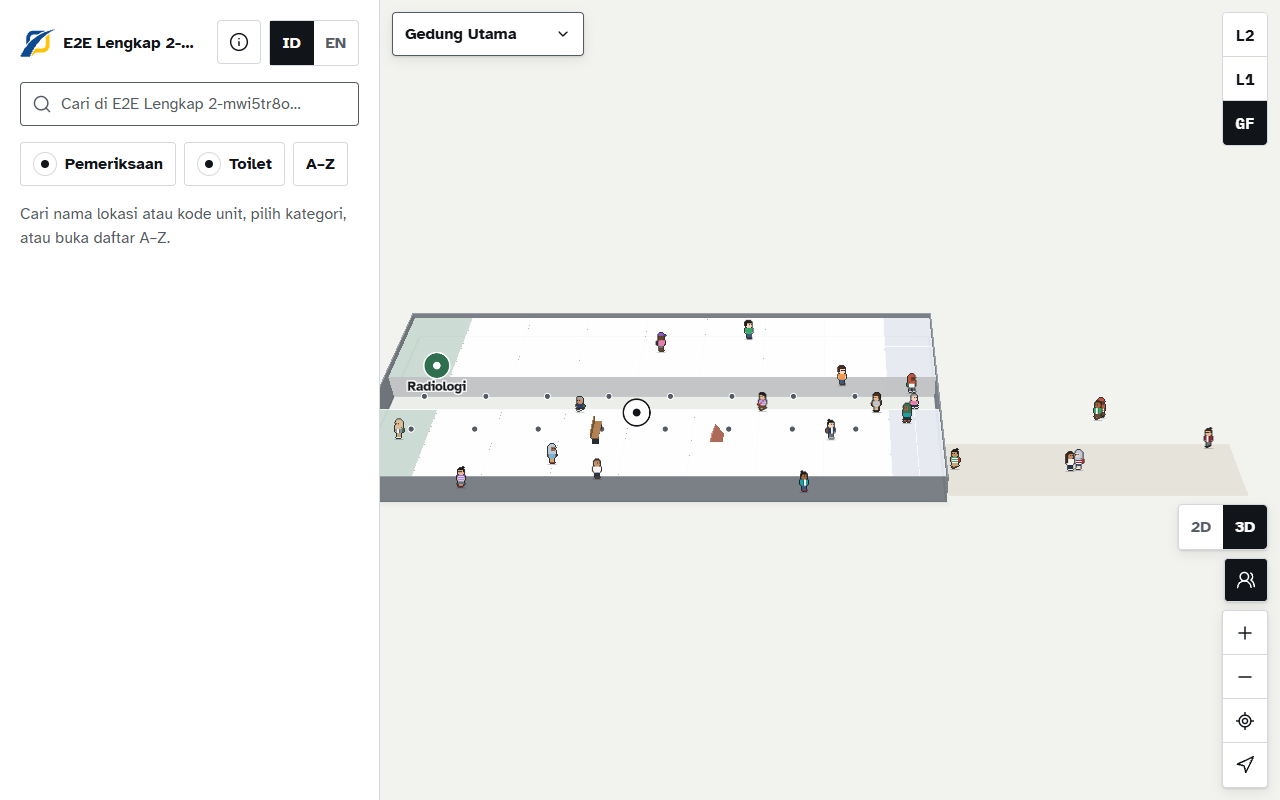 E2E Lengkap 2-...
ID
EN
Cari di E2E Lengkap 2-mwi5tr8o...
Pemeriksaan
Toilet
A–Z
Cari nama lokasi atau kode unit, pilih kategori,
atau buka daftar A–Z.
Gedung Utama
L2
L1
GF
Radiologi
2D
3D